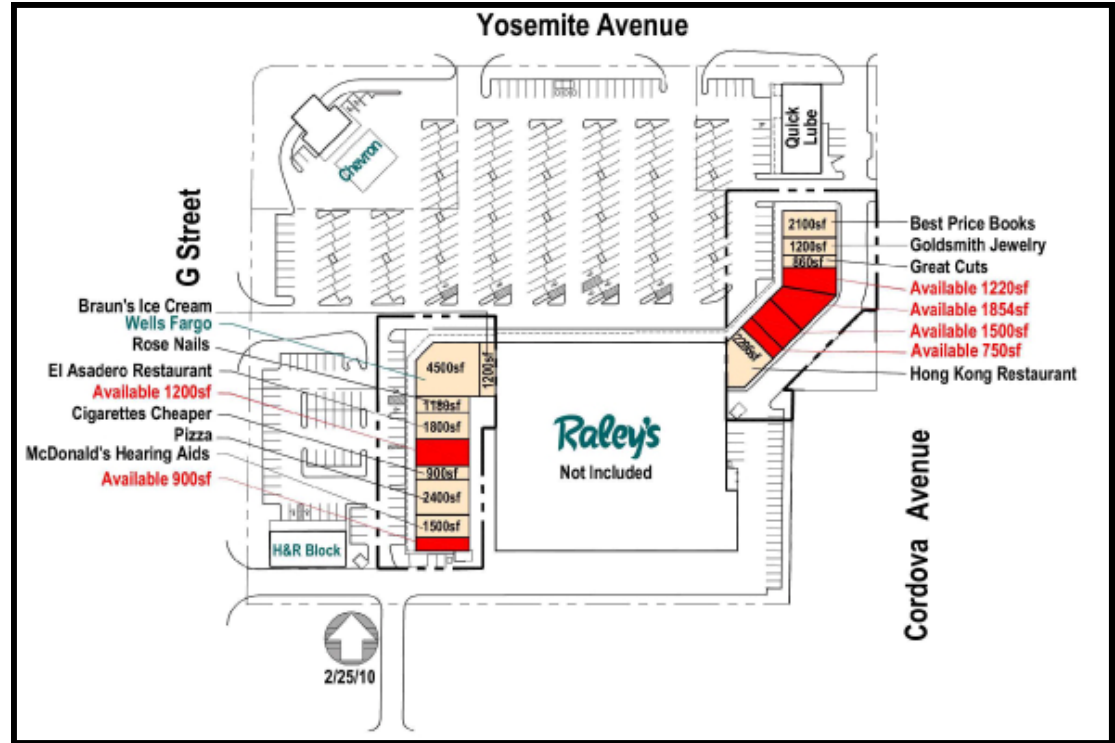 Yosemite Avenue
Chevron
Quick
Lube
G Street
2100sf
Best Price Books
1200sf
Goldsmith Jewelry
860sf
Great Cuts
Available 1220sf
Available 1854sf
Available 1500sf
Available 750sf
Hong Kong Restaurant
Braun's Ice Cream
Wells Fargo
Rose Nails
El Asadero Restaurant
Available 1200sf
Cigarettes Cheaper
Pizza
McDonald's Hearing Aids
Available 900sf
4500sf
1200sf
1180sf
1800sf
900sf
2400sf
1500sf
Raley's
Not Included
H&R Block
Cordova Avenue
2/25/10